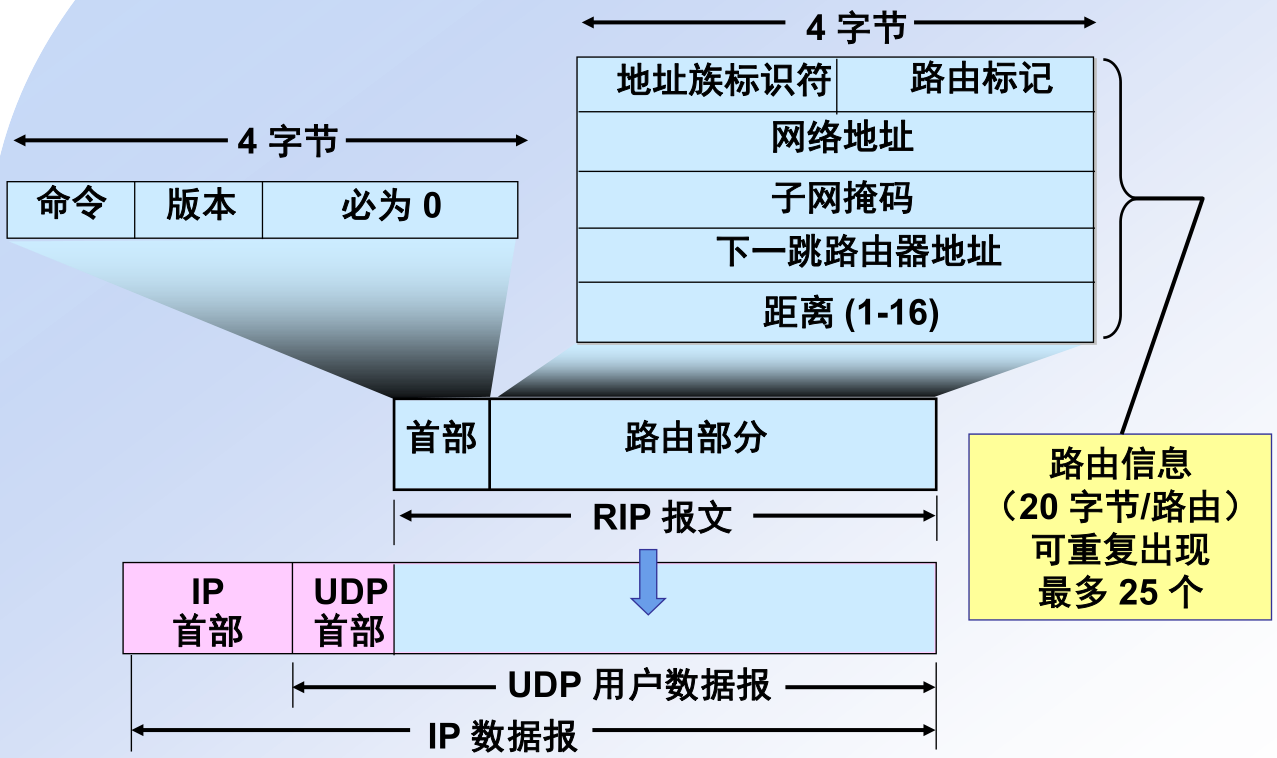 4 字节
地址族标识符 路由标记
网络地址
子网掩码
下一跳路由器地址
距离 (1-16)
4 字节
命令 版本 必为 0
首部 路由部分
RIP 报文
路由信息
（20 字节/路由）
可重复出现
最多 25 个
IP
首部
UDP
首部
UDP 用户数据报
IP 数据报